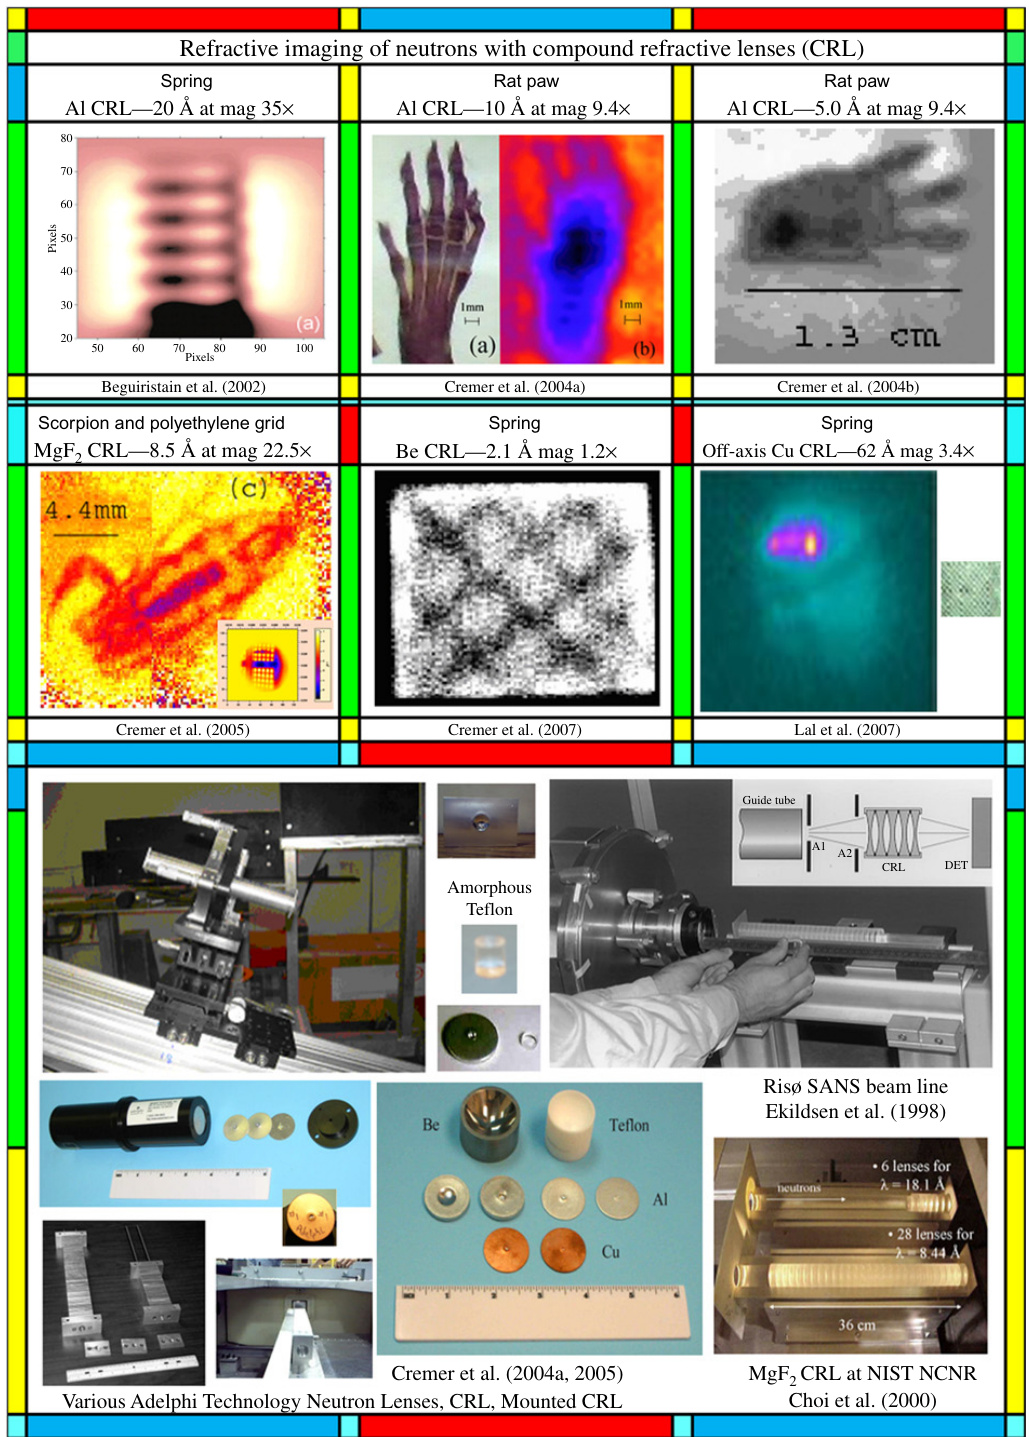 Refractive imaging of neutrons with compound refractive lenses (CRL)
Spring
Al CRL—20 Å at mag 35×
Rat paw
Al CRL—10 Å at mag 9.4×
Rat paw
Al CRL—5.0 Å at mag 9.4×
80
70
60
50
40
30
20
Pixels
50
60
70
80
90
100
Pixels
(a)
1mm
(a)
1mm
(b)
1.3 cm
Beguiristain et al. (2002)
Cremer et al. (2004a)
Cremer et al. (2004b)
Scorpion and polyethylene grid
MgF2 CRL—8.5 Å at mag 22.5×
Spring
Be CRL—2.1 Å mag 1.2×
Spring
Off-axis Cu CRL—62 Å mag 3.4×
(c)
4.4mm
Cremer et al. (2005)
Cremer et al. (2007)
Lal et al. (2007)
Amorphous
Teflon
Guide tube
A1
A2
CRL
DET
Risø SANS beam line
Ekildsen et al. (1998)
Be
Teflon
Al
Cu
neutrons
• 6 lenses for
λ = 18.1 Å
• 28 lenses for
λ = 8.44 Å
36 cm
Cremer et al. (2004a, 2005)
Various Adelphi Technology Neutron Lenses, CRL, Mounted CRL
MgF2 CRL at NIST NCNR
Choi et al. (2000)